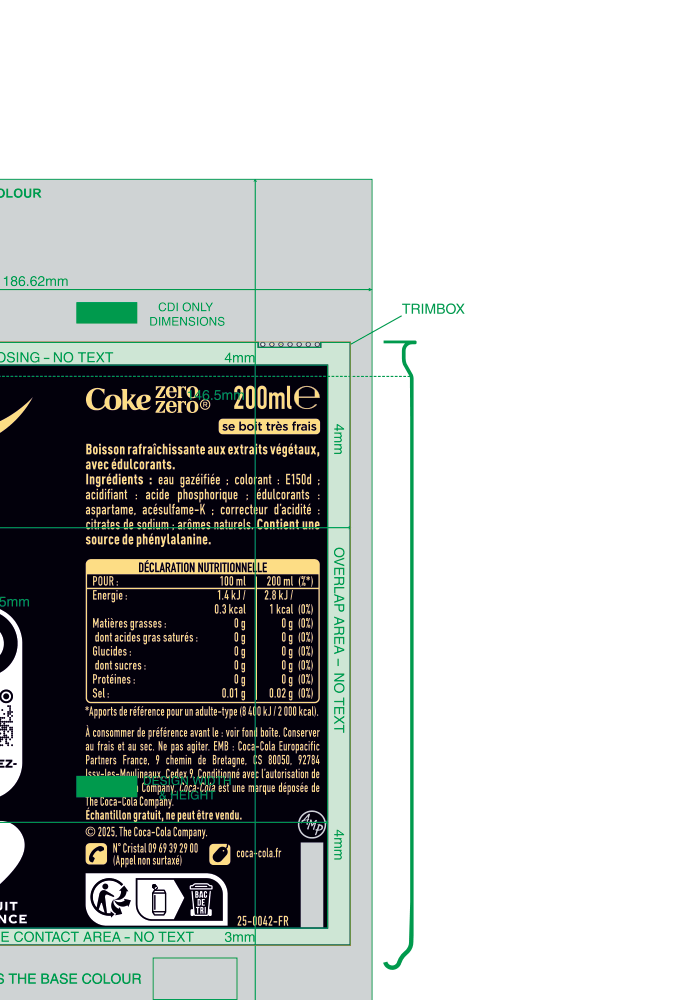 OLOUR
186.62mm
CDI ONLY
DIMENSIONS
TRIMBOX
OSING - NO TEXT
4mm
Coke zero zero® 200ml ℮
146.5mm
se boit très frais
4mm
Boisson rafraîchissante aux extraits végétaux,
avec édulcorants.
Ingrédients : eau gazéifiée ; colorant : E150d ;
acidifiant : acide phosphorique ; édulcorants :
aspartame, acésulfame-K ; correcteur d'acidité :
citrates de sodium ; arômes naturels. Contient une
source de phénylalanine.
OVERLAP AREA - NO TEXT
DÉCLARATION NUTRITIONNELLE
POUR : 100 ml 200 ml (%*)
Energie : 1.4 kJ / 2.8 kJ /
0.3 kcal 1 kcal (0%)
Matières grasses : 0 g 0 g (0%)
dont acides gras saturés : 0 g 0 g (0%)
Glucides : 0 g 0 g (0%)
dont sucres : 0 g 0 g (0%)
Protéines : 0 g 0 g (0%)
Sel : 0.01 g 0.02 g (0%)
*Apports de référence pour un adulte-type (8 400 kJ / 2 000 kcal).
5mm
EZ-
À consommer de préférence avant le : voir fond boîte. Conserver
au frais et au sec. Ne pas agiter. EMB : Coca-Cola Europacific
Partners France, 9 chemin de Bretagne, CS 80050, 92784
Issy-les-Moulineaux, Cedex 9. Conditionné avec l'autorisation de
Company. Coca-Cola est une marque déposée de
The Coca-Cola Company.
DESIGN WIDTH
& HEIGHT
Échantillon gratuit, ne peut être vendu.
© 2025, The Coca-Cola Company.
AMP
4mm
N° Cristal 09 69 39 29 00
(Appel non surtaxé)
coca-cola.fr
BAC
DE
TRI
UIT
NCE
25-0042-FR
E CONTACT AREA - NO TEXT
3mm
S THE BASE COLOUR